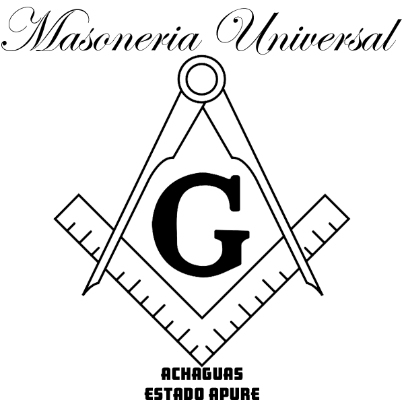 Masoneria Universal
G
ACHAGUAS
ESTADO APURE